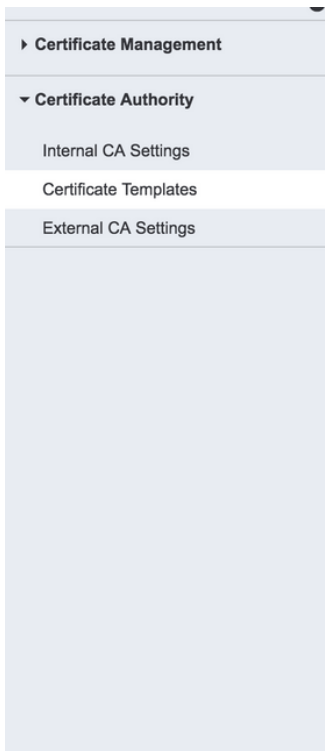 Certificate Management
Certificate Authority
Internal CA Settings
Certificate Templates
External CA Settings